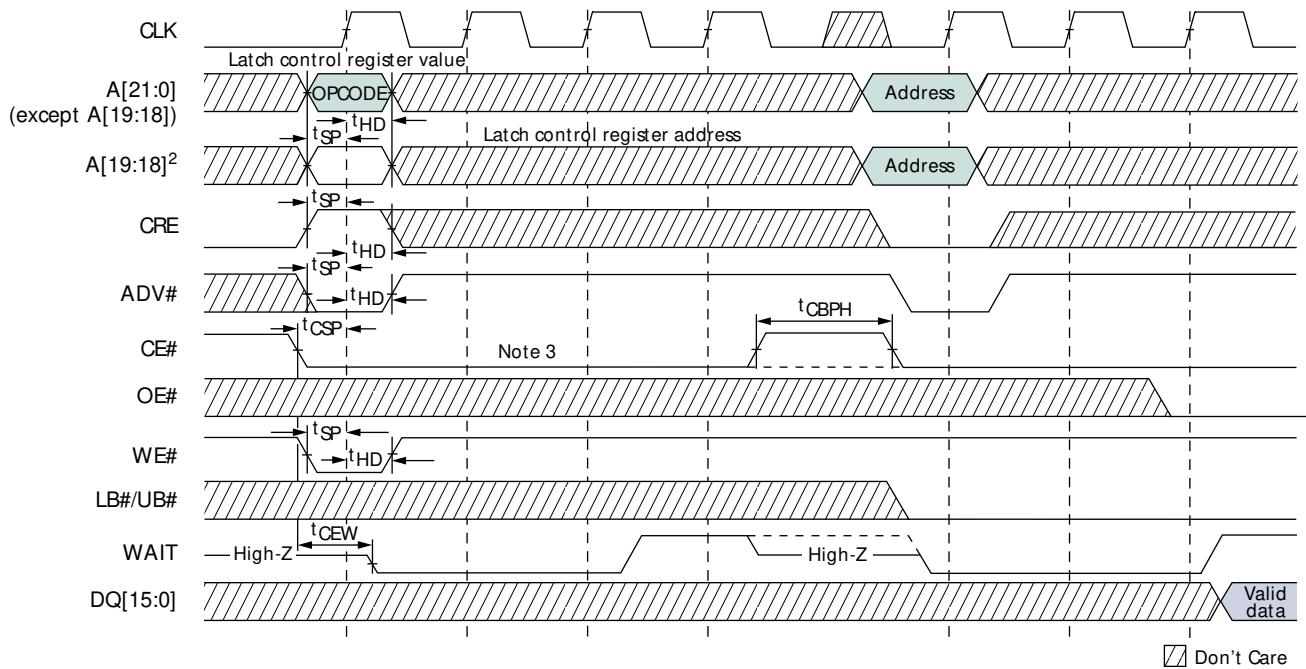 CLK
Latch control register value
A[21:0]
(except A[19:18])
OPCODE
Address
tSP
tHD
Latch control register address
A[19:18]2
Address
tSP
CRE
tHD
tSP
ADV#
tHD
tCBPH
tCSP
CE#
Note 3
OE#
tSP
WE#
tHD
LB#/UB#
tCEW
WAIT
High-Z
High-Z
DQ[15:0]
Valid
data
Don't Care